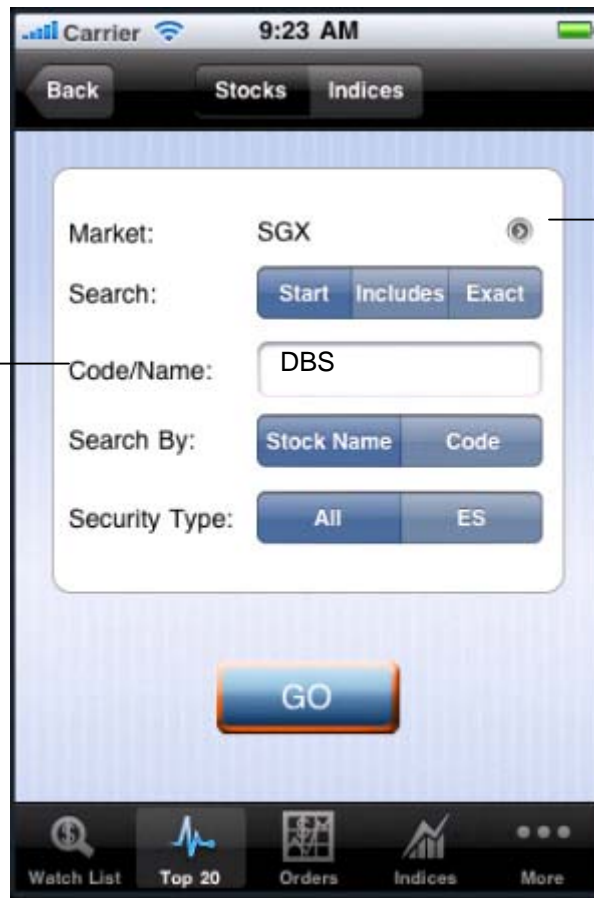 Carrier 9:23 AM
Back Stocks Indices
Market: SGX
Search: Start Includes Exact
Code/Name: DBS
Search By: Stock Name Code
Security Type: All ES
GO
Watch List Top 20 Orders Indices More